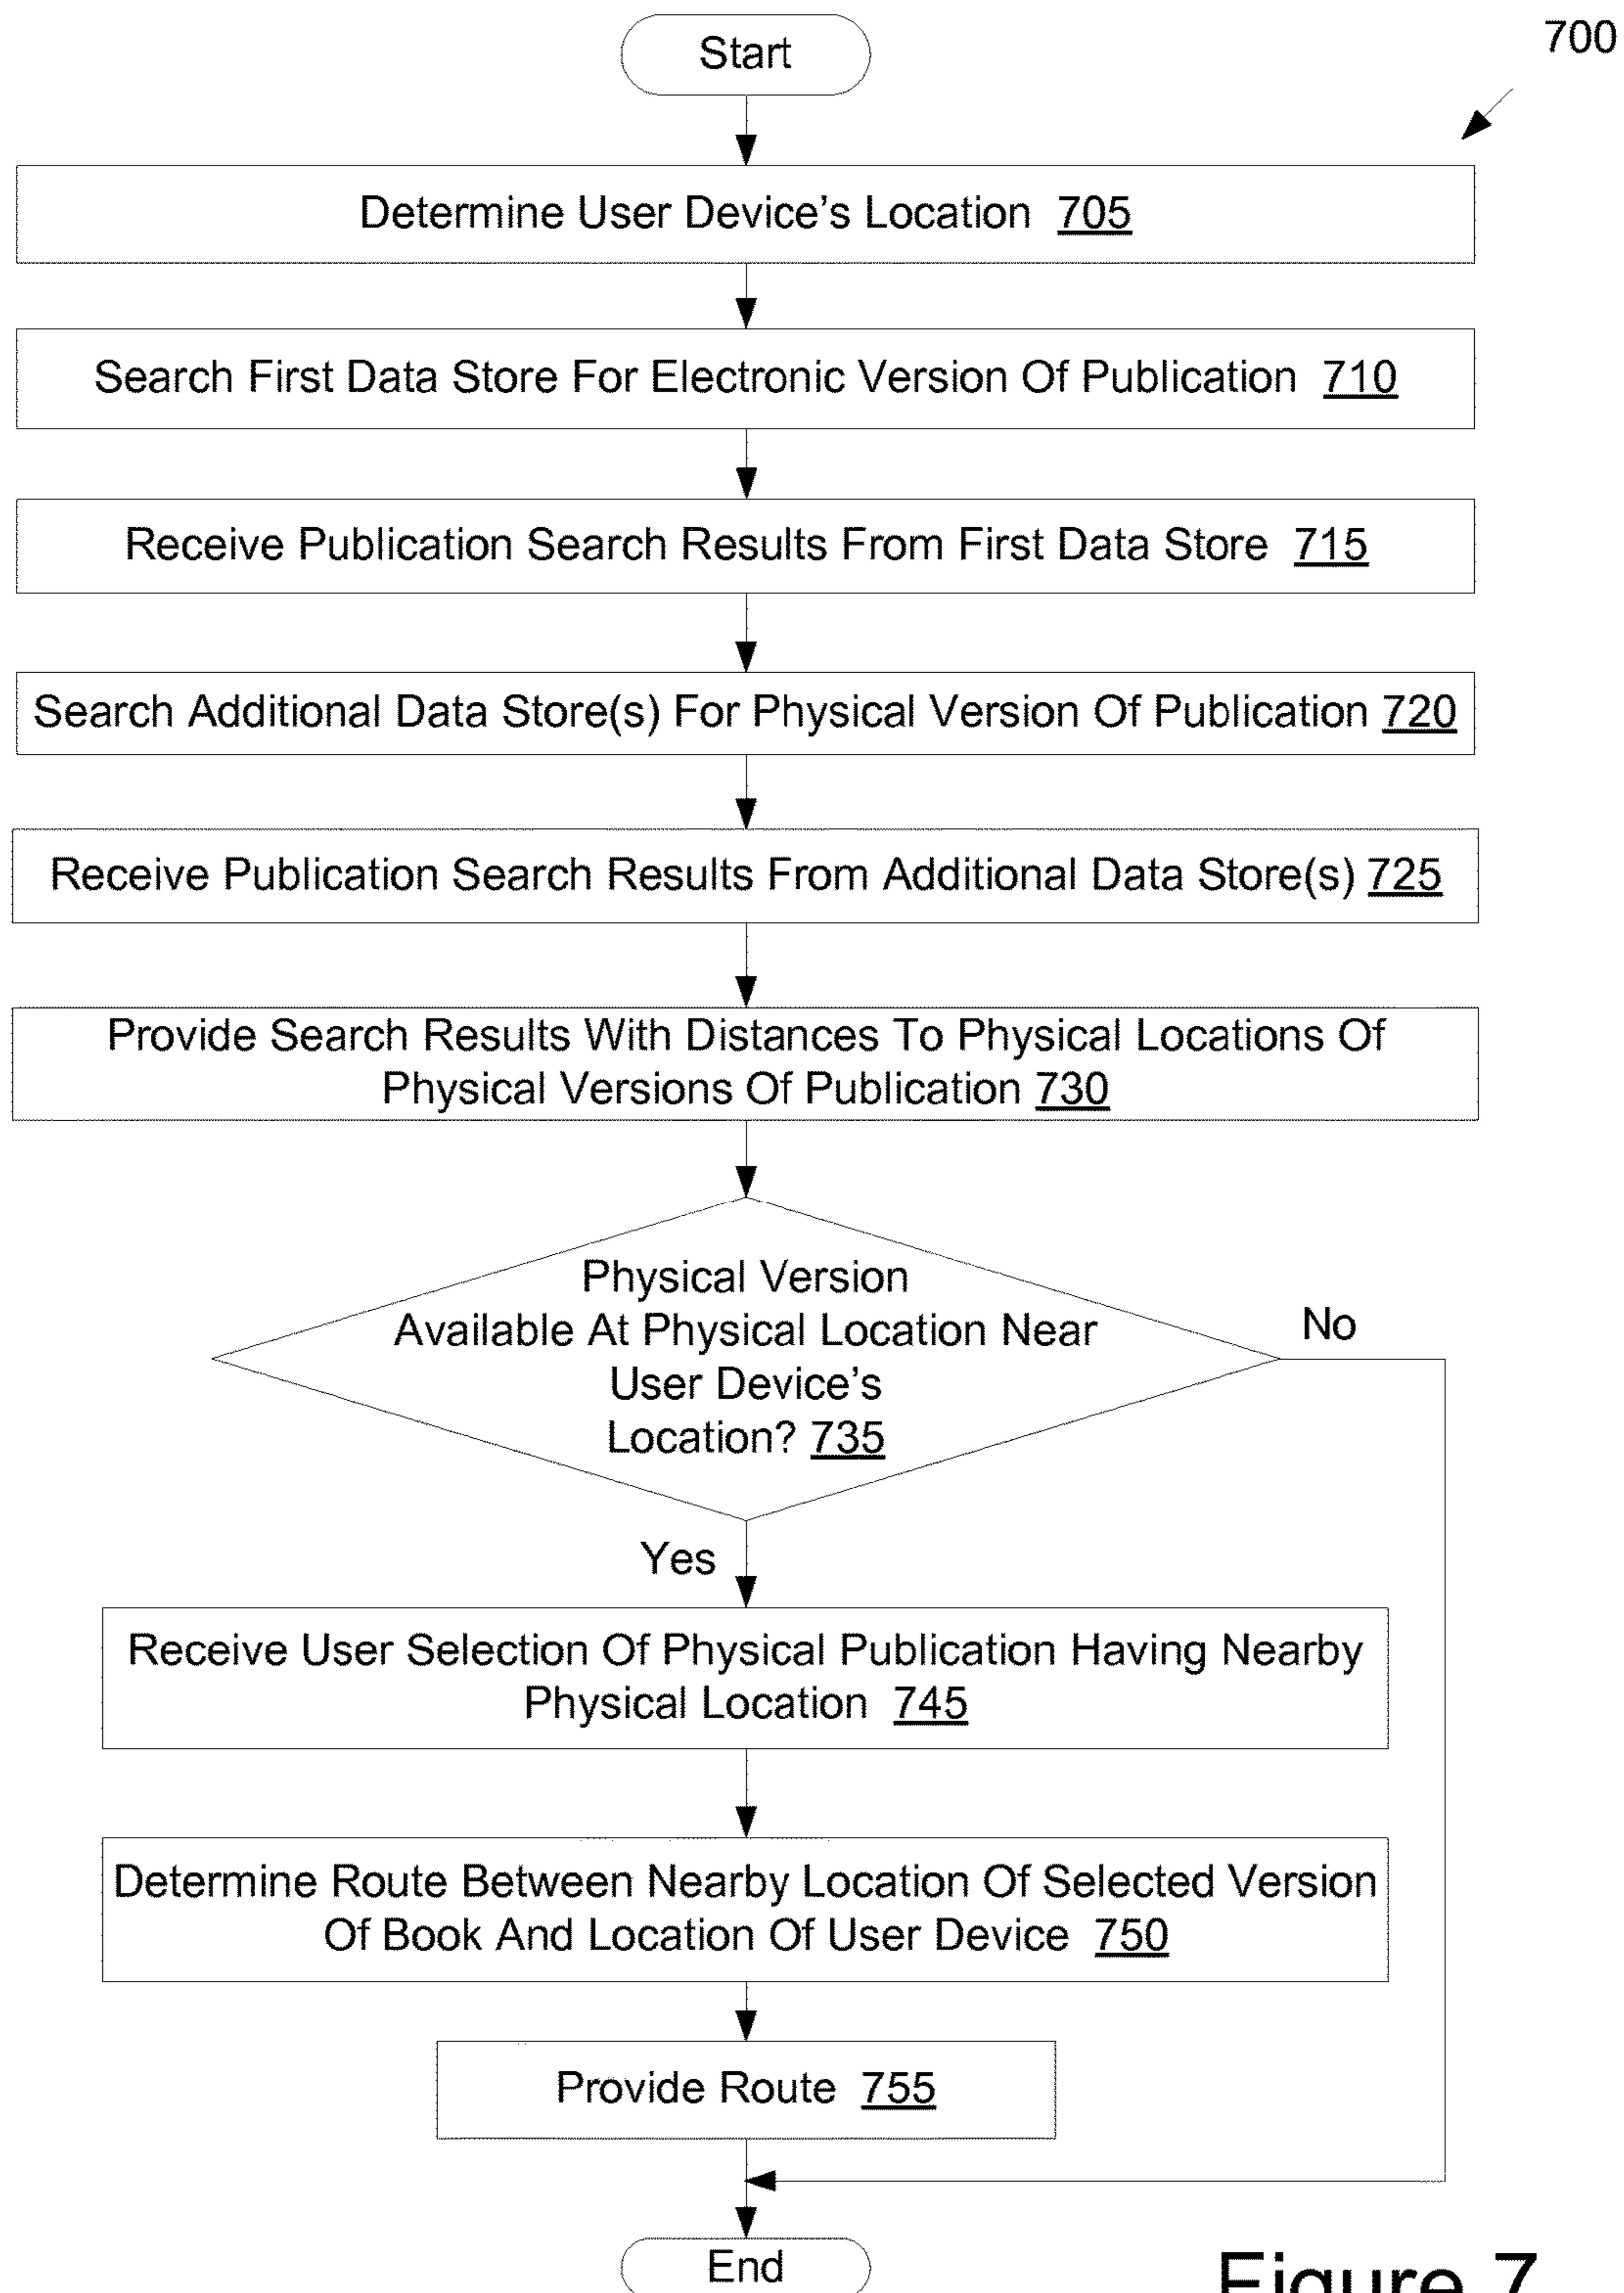 Start
700
Determine User Device's Location 705
Search First Data Store For Electronic Version Of Publication 710
Receive Publication Search Results From First Data Store 715
Search Additional Data Store(s) For Physical Version Of Publication 720
Receive Publication Search Results From Additional Data Store(s) 725
Provide Search Results With Distances To Physical Locations Of
Physical Versions Of Publication 730
Physical Version
Available At Physical Location Near
User Device's
Location? 735
No
Yes
Receive User Selection Of Physical Publication Having Nearby
Physical Location 745
Determine Route Between Nearby Location Of Selected Version
Of Book And Location Of User Device 750
Provide Route 755
End
Figure 7